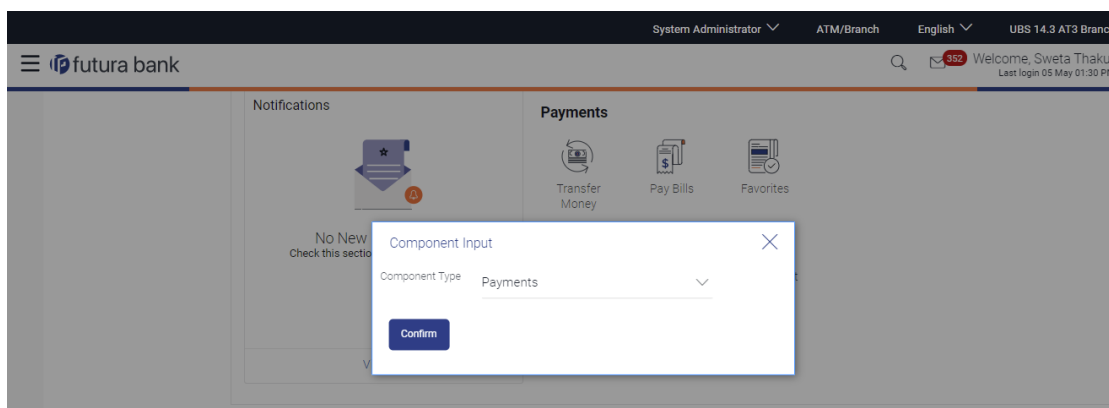 System Administrator ATM/Branch English UBS 14.3 AT3 Branc
futura bank 352 Welcome, Sweta Thaku
Last login 05 May 01:30 P
Notifications
Payments
Transfer Money
Pay Bills
Favorites
No New
Check this sectio
Component Input
Component Type Payments
Confirm
V
t